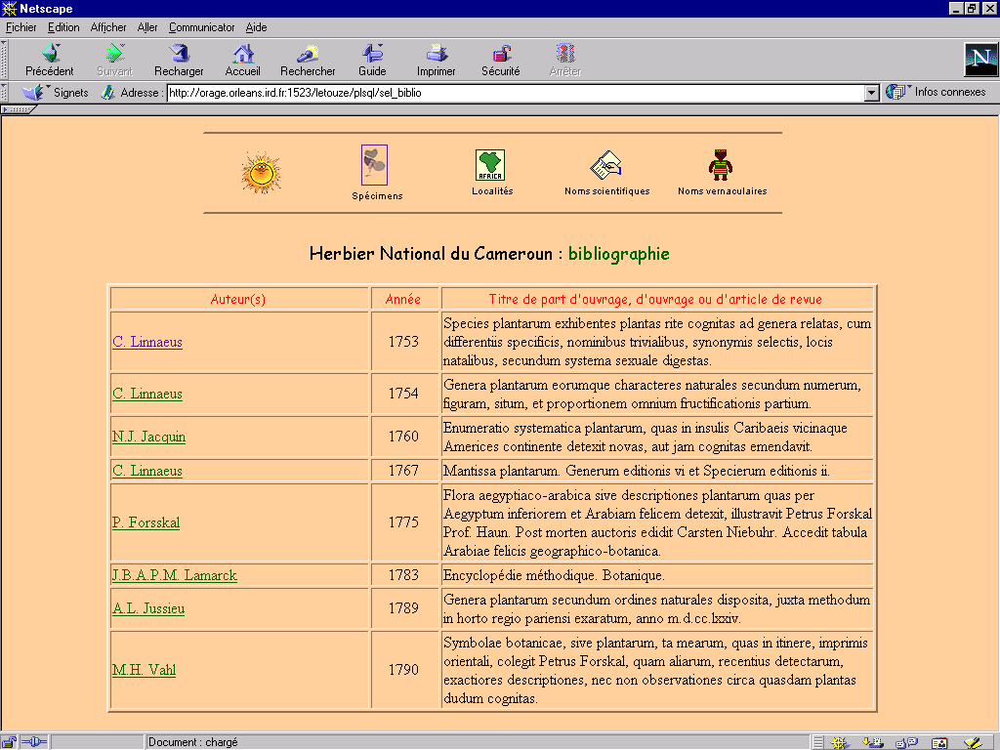 Netscape
Fichier Edition Afficher Aller Communicator Aide
Précédent Suivant Recharger Accueil Rechercher Guide Imprimer Sécurité Arrêter
N
Signets Adresse : http://orage.orleans.ird.fr:1523/letouze/plsql/sel_biblio Infos connexes
AFRICA
Spécimens Localités Noms scientifiques Noms vernaculaires
Herbier National du Cameroun : bibliographie
Auteur(s) Année Titre de part d'ouvrage, d'ouvrage ou d'article de revue
C. Linnaeus 1753 Species plantarum exhibentes plantas rite cognitas ad genera relatas, cum
differentiis specificis, nominibus trivialibus, synonymis selectis, locis
natalibus, secundum systema sexuale digestas.
C. Linnaeus 1754 Genera plantarum eorumque characteres naturales secundum numerum,
figuram, situm, et proportionem omnium fructificationis partium.
N.J. Jacquin 1760 Enumeratio systematica plantarum, quas in insulis Caribaeis vicinaque
Americes continente detexit novas, aut jam cognitas emendavit.
C. Linnaeus 1767 Mantissa plantarum. Generum editionis vi et Specierum editionis ii.
P. Forsskal 1775 Flora aegyptiaco-arabica sive descriptiones plantarum quas per
Aegyptum inferiorem et Arabiam felicem detexit, illustravit Petrus Forskal
Prof. Haun. Post morten auctoris edidit Carsten Niebuhr. Accedit tabula
Arabiae felicis geographico-botanica.
J.B.A.P.M. Lamarck 1783 Encyclopédie méthodique. Botanique.
A.L. Jussieu 1789 Genera plantarum secundum ordines naturales disposita, juxta methodum
in horto regio pariensi exaratum, anno m.d.cc.lxxiv.
M.H. Vahl 1790 Symbolae botanicae, sive plantarum, ta mearum, quas in itinere, imprimis
orientali, colegit Petrus Forskal, quam aliarum, recentius detectarum,
exactiores descriptiones, nec non observationes circa quasdam plantas
dudum cognitas.
Document : chargé